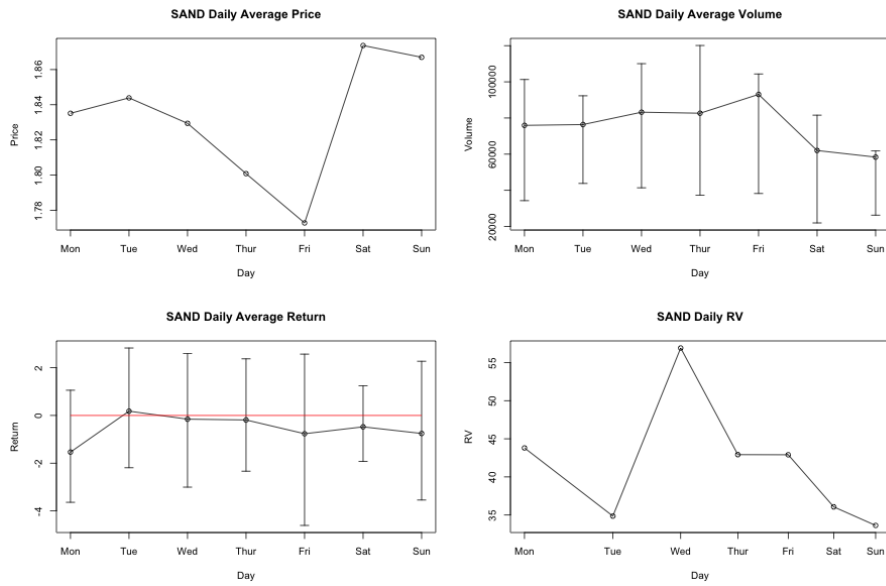 SAND Daily Average Price
Price
1.86
1.84
1.82
1.80
1.78
Mon Tue Wed Thur Fri Sat Sun
Day
SAND Daily Average Volume
Volume
100000
60000
20000
Mon Tue Wed Thur Fri Sat Sun
Day
SAND Daily Average Return
Return
2
0
-2
-4
Mon Tue Wed Thur Fri Sat Sun
Day
SAND Daily RV
RV
55
50
45
40
35
Mon Tue Wed Thur Fri Sat Sun
Day